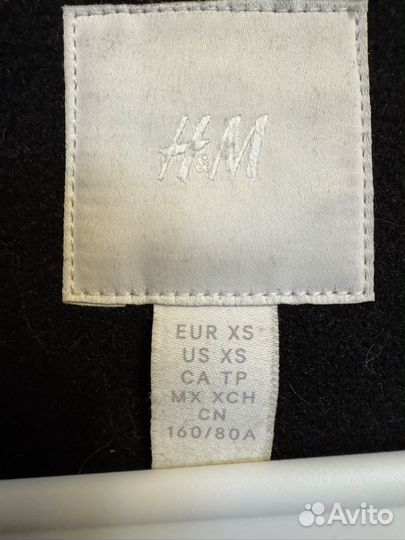 H&M
EUR XS
US XS
CA TP
MX XCH
CN
160/80A
Avito